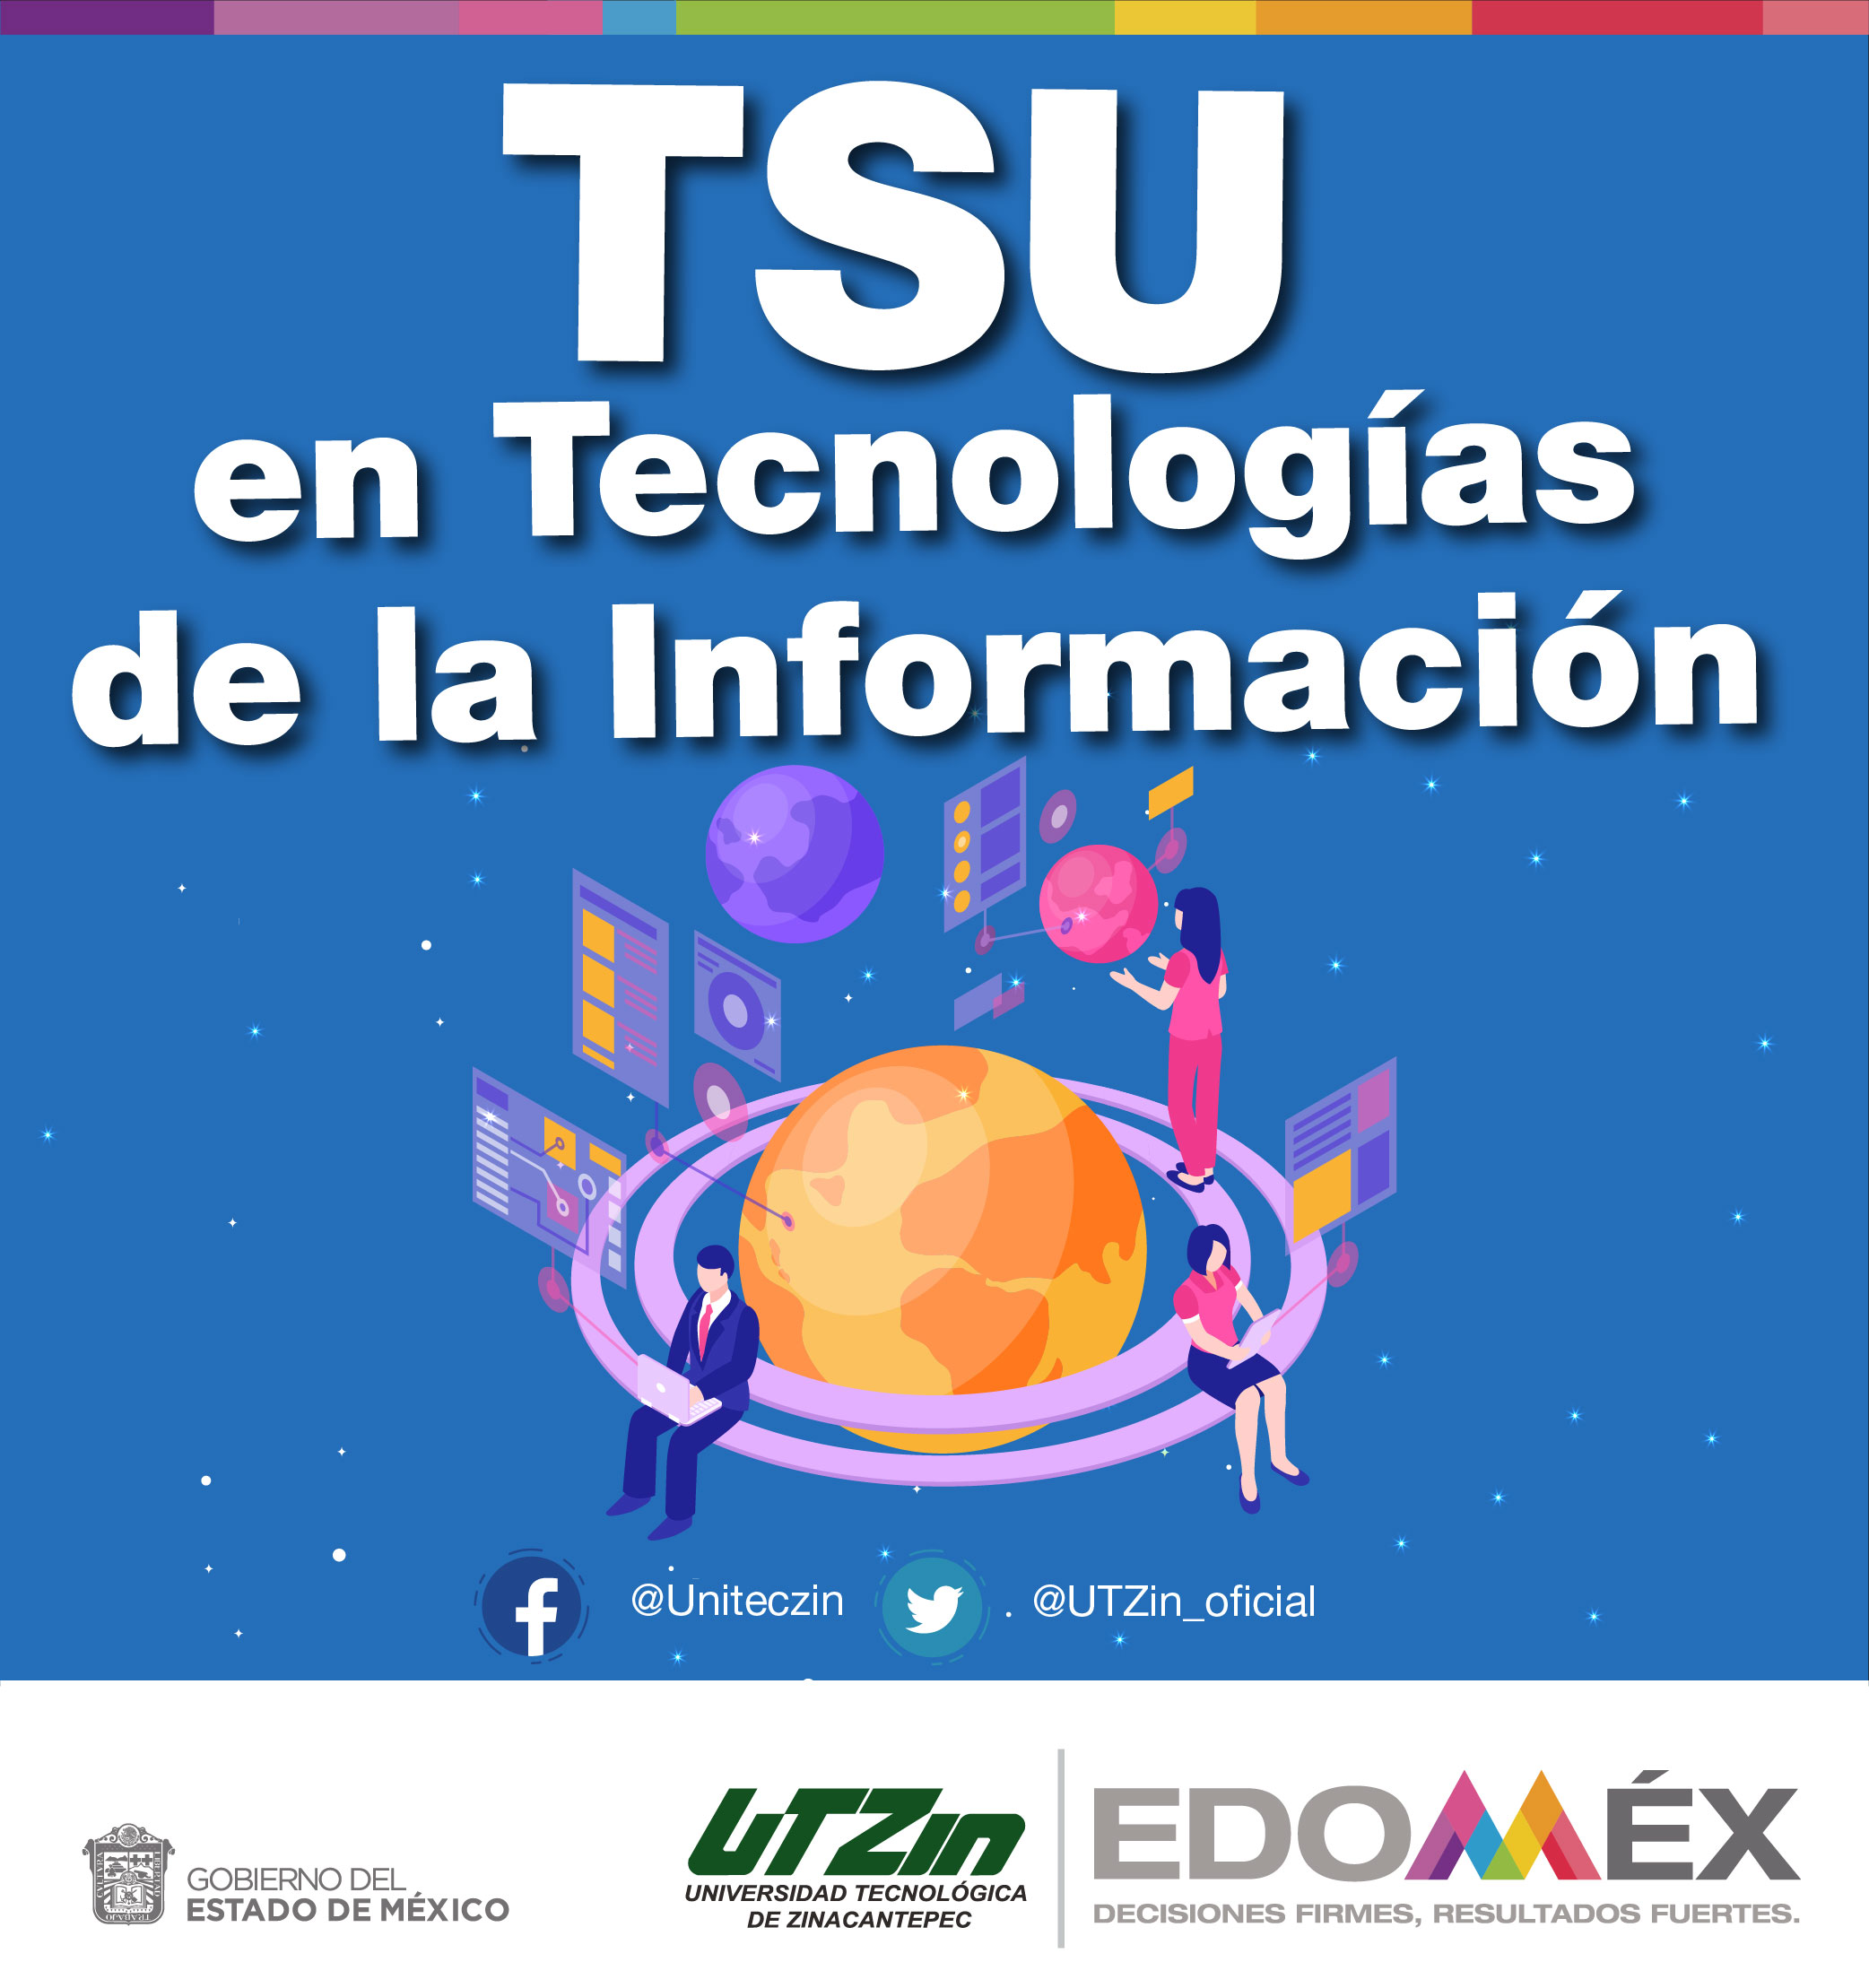 TSU
en Tecnologías
de la Información
@Uniteczin
. @UTZin_oficial
GOBIERNO DEL
ESTADO DE MÉXICO
UTZin
UNIVERSIDAD TECNOLÓGICA
DE ZINACANTEPEC
EDOMÉX
DECISIONES FIRMES, RESULTADOS FUERTES.